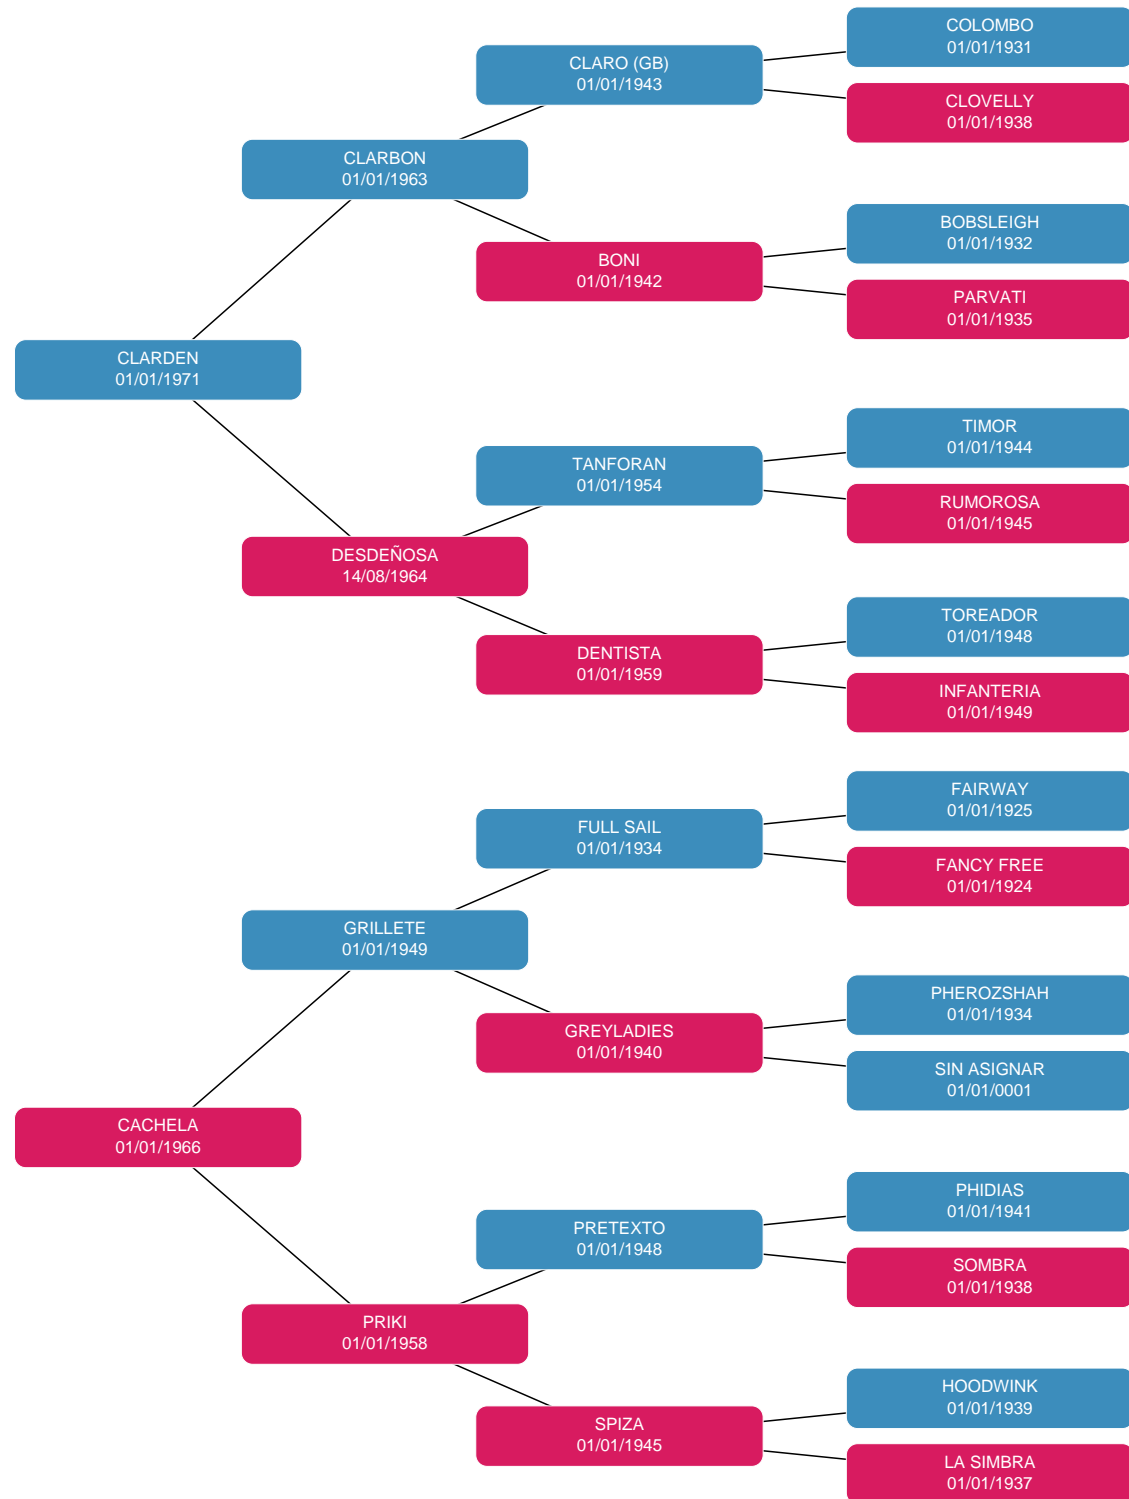 COLOMBO
01/01/1931
CLARO (GB)
01/01/1943
CLOVELLY
01/01/1938
CLARBON
01/01/1963
BOBSLEIGH
01/01/1932
BONI
01/01/1942
PARVATI
01/01/1935
CLARDEN
01/01/1971
TIMOR
01/01/1944
TANFORAN
01/01/1954
RUMOROSA
01/01/1945
DESDEÑOSA
14/08/1964
TOREADOR
01/01/1948
DENTISTA
01/01/1959
INFANTERIA
01/01/1949
FAIRWAY
01/01/1925
FULL SAIL
01/01/1934
FANCY FREE
01/01/1924
GRILLETE
01/01/1949
PHEROZSHAH
01/01/1934
GREYLADIES
01/01/1940
SIN ASIGNAR
01/01/0001
CACHELA
01/01/1966
PHIDIAS
01/01/1941
PRETEXTO
01/01/1948
SOMBRA
01/01/1938
PRIKI
01/01/1958
HOODWINK
01/01/1939
SPIZA
01/01/1945
LA SIMBRA
01/01/1937